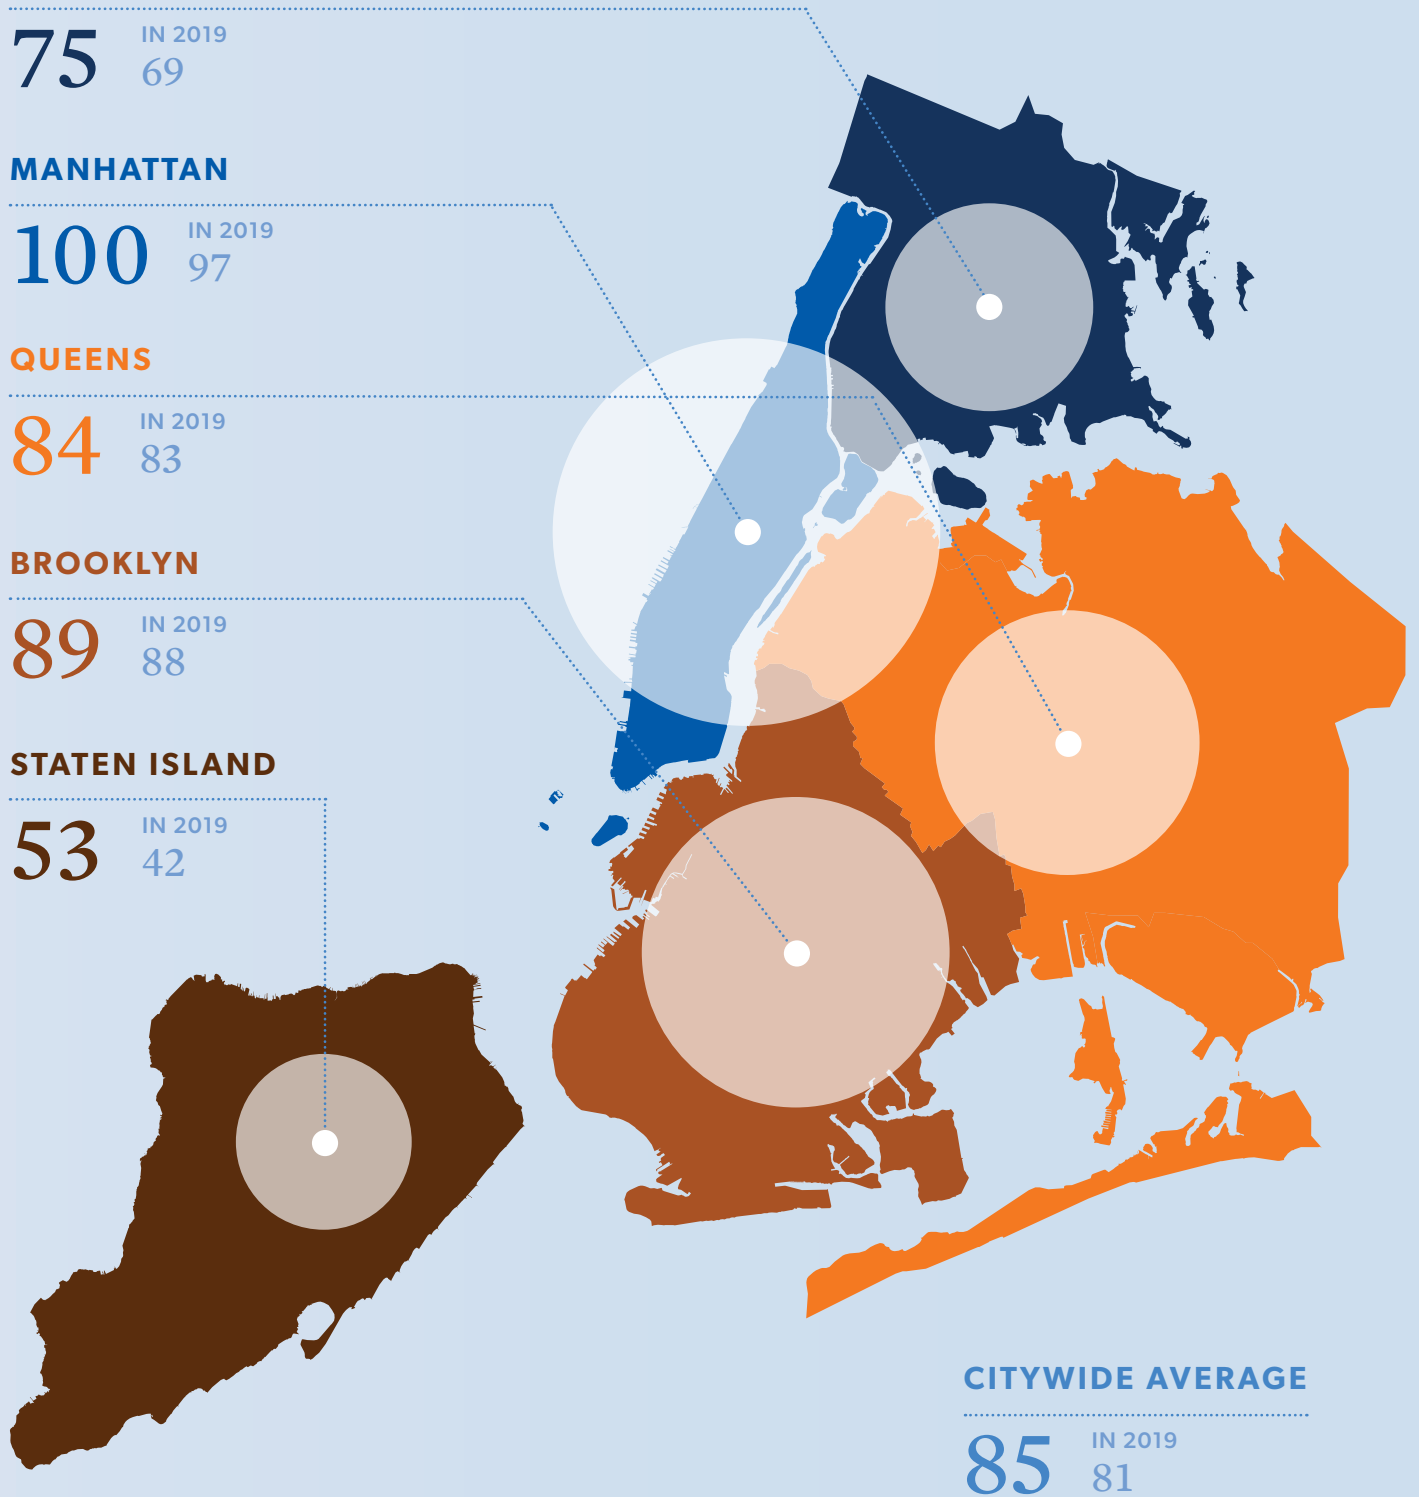 75 IN 2019
69
MANHATTAN
100 IN 2019
97
QUEENS
84 IN 2019
83
BROOKLYN
89 IN 2019
88
STATEN ISLAND
53 IN 2019
42
CITYWIDE AVERAGE
85 IN 2019
81